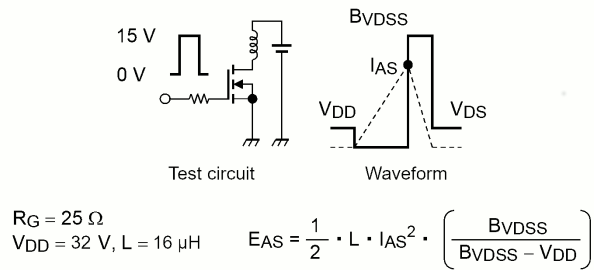 15 V
0 V
Test circuit
BVDSS
IAS
VDD
VDS
Waveform
RG = 25 Ω
VDD = 32 V, L = 16 μH
EAS = 1/2 · L · IAS² · (BVDSS / (BVDSS – VDD))